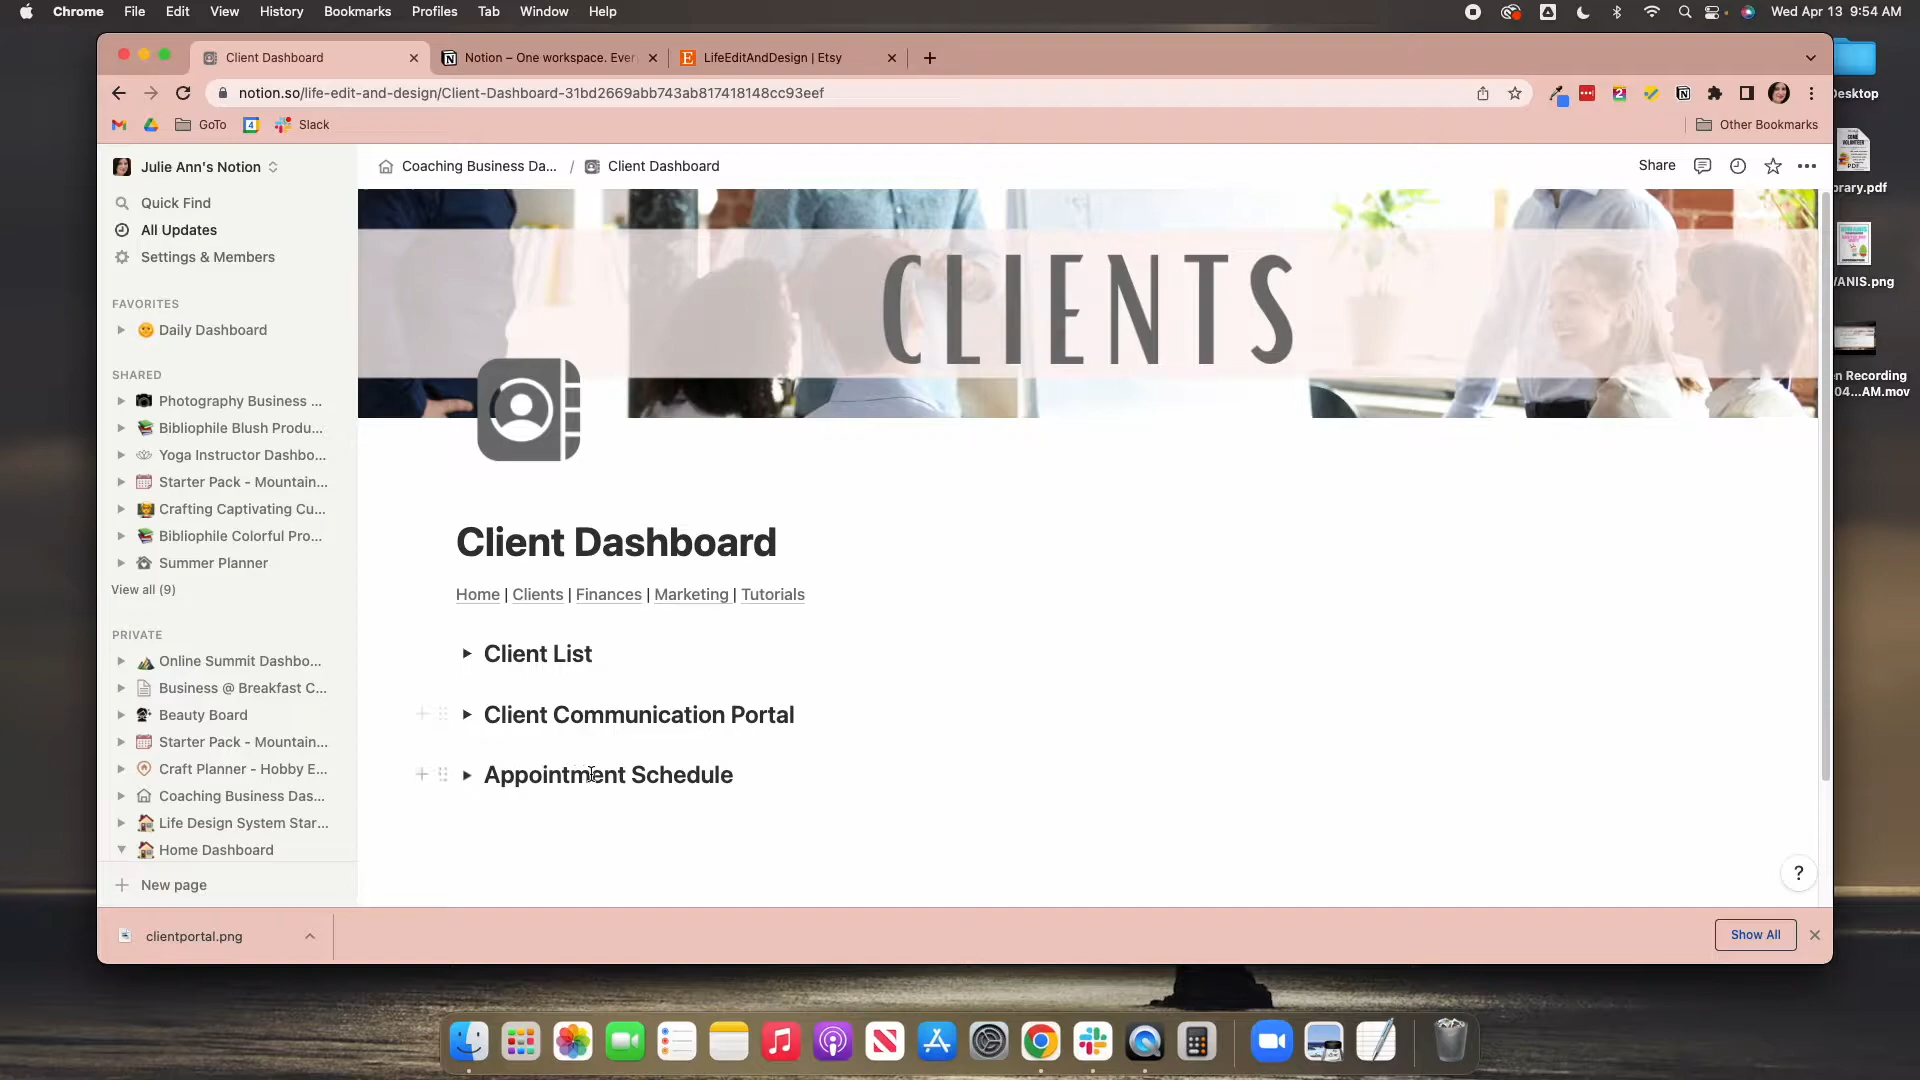 Chrome File Edit View History Bookmarks Profiles Tab Window Help Wed Apr 13 9:54 AM
Client Dashboard Notion – One workspace. Ever LifeEditAndDesign | Etsy
notion.so/life-edit-and-design/Client-Dashboard-31bd2669abb743ab817418148cc93eef
GoTo 4 Slack Other Bookmarks
Julie Ann's Notion Coaching Business Da... / Client Dashboard Share
Quick Find
All Updates
Settings & Members
FAVORITES
Daily Dashboard
SHARED
Photography Business ...
Bibliophile Blush Produ...
Yoga Instructor Dashbo...
Starter Pack - Mountain...
Crafting Captivating Cu...
Bibliophile Colorful Pro...
Summer Planner
View all (9)
PRIVATE
Online Summit Dashbo...
Business @ Breakfast C...
Beauty Board
Starter Pack - Mountain...
Craft Planner - Hobby E...
Coaching Business Das...
Life Design System Star...
Home Dashboard
New page
CLIENTS
Client Dashboard
Home | Clients | Finances | Marketing | Tutorials
Client List
Client Communication Portal
Appointment Schedule
?
clientportal.png
Show All
esktop
rary.pdf
ANIS.png
en Recording
04...AM.mov